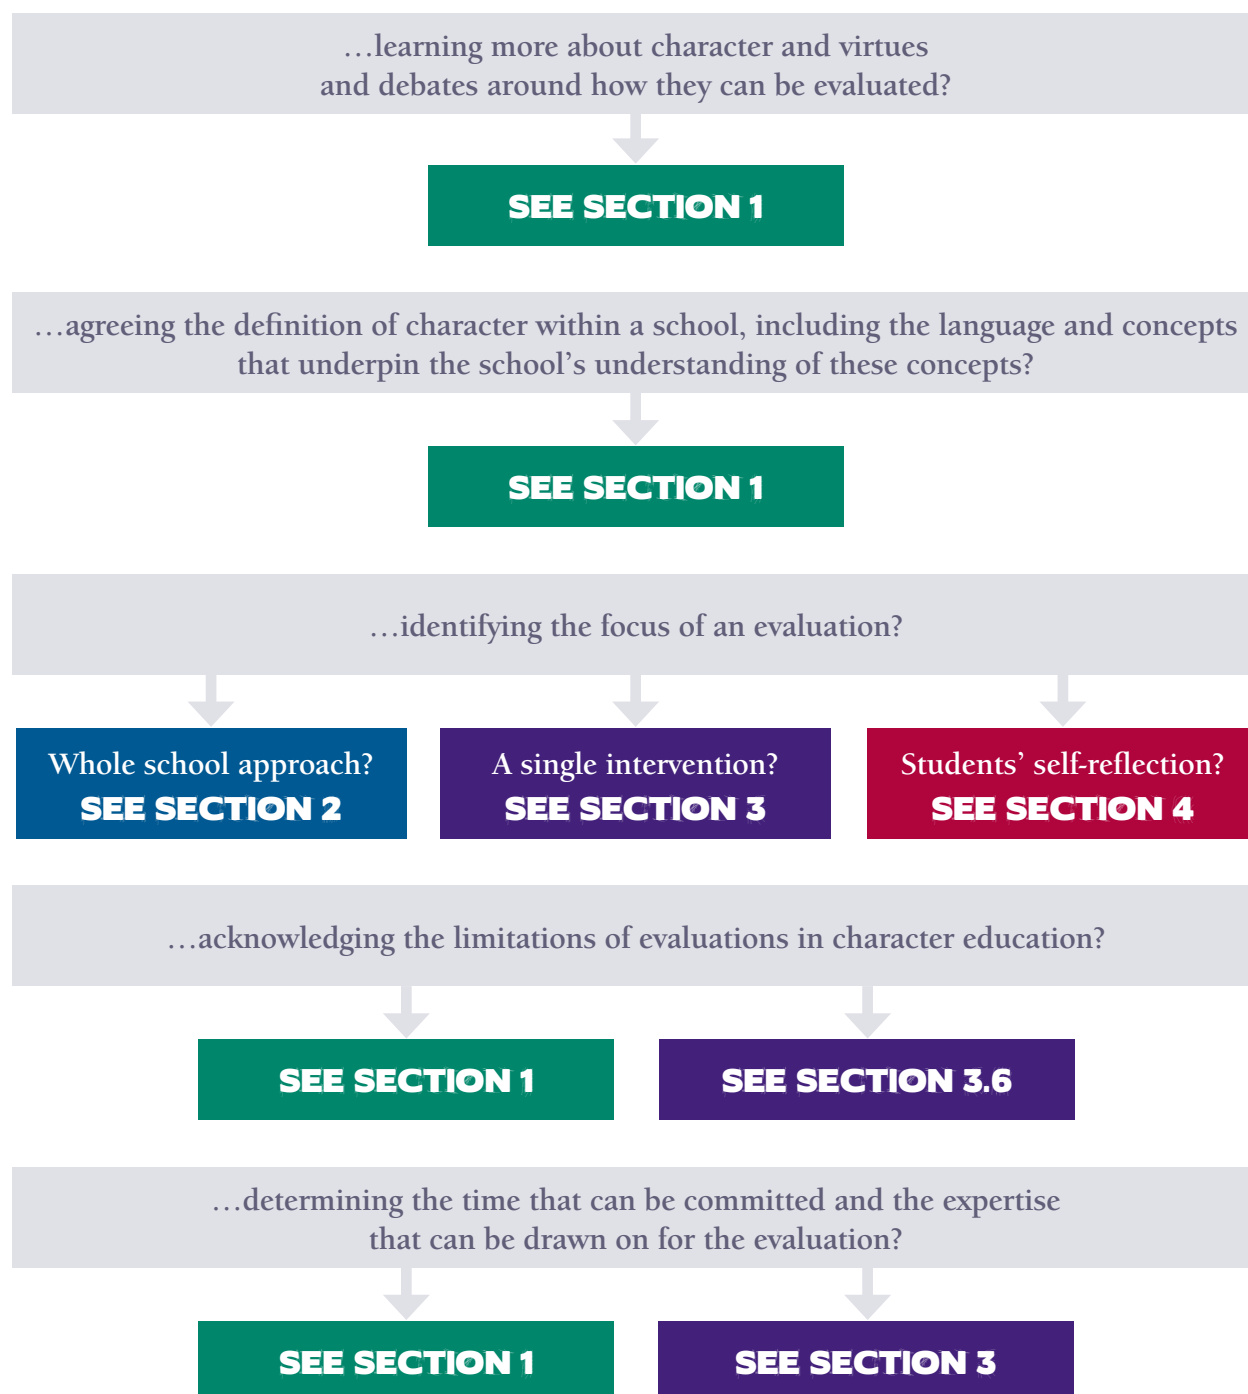 …learning more about character and virtues
and debates around how they can be evaluated?
SEE SECTION 1
…agreeing the definition of character within a school, including the language and concepts
that underpin the school’s understanding of these concepts?
SEE SECTION 1
…identifying the focus of an evaluation?
Whole school approach?
SEE SECTION 2
A single intervention?
SEE SECTION 3
Students’ self-reflection?
SEE SECTION 4
…acknowledging the limitations of evaluations in character education?
SEE SECTION 1
SEE SECTION 3.6
…determining the time that can be committed and the expertise
that can be drawn on for the evaluation?
SEE SECTION 1
SEE SECTION 3